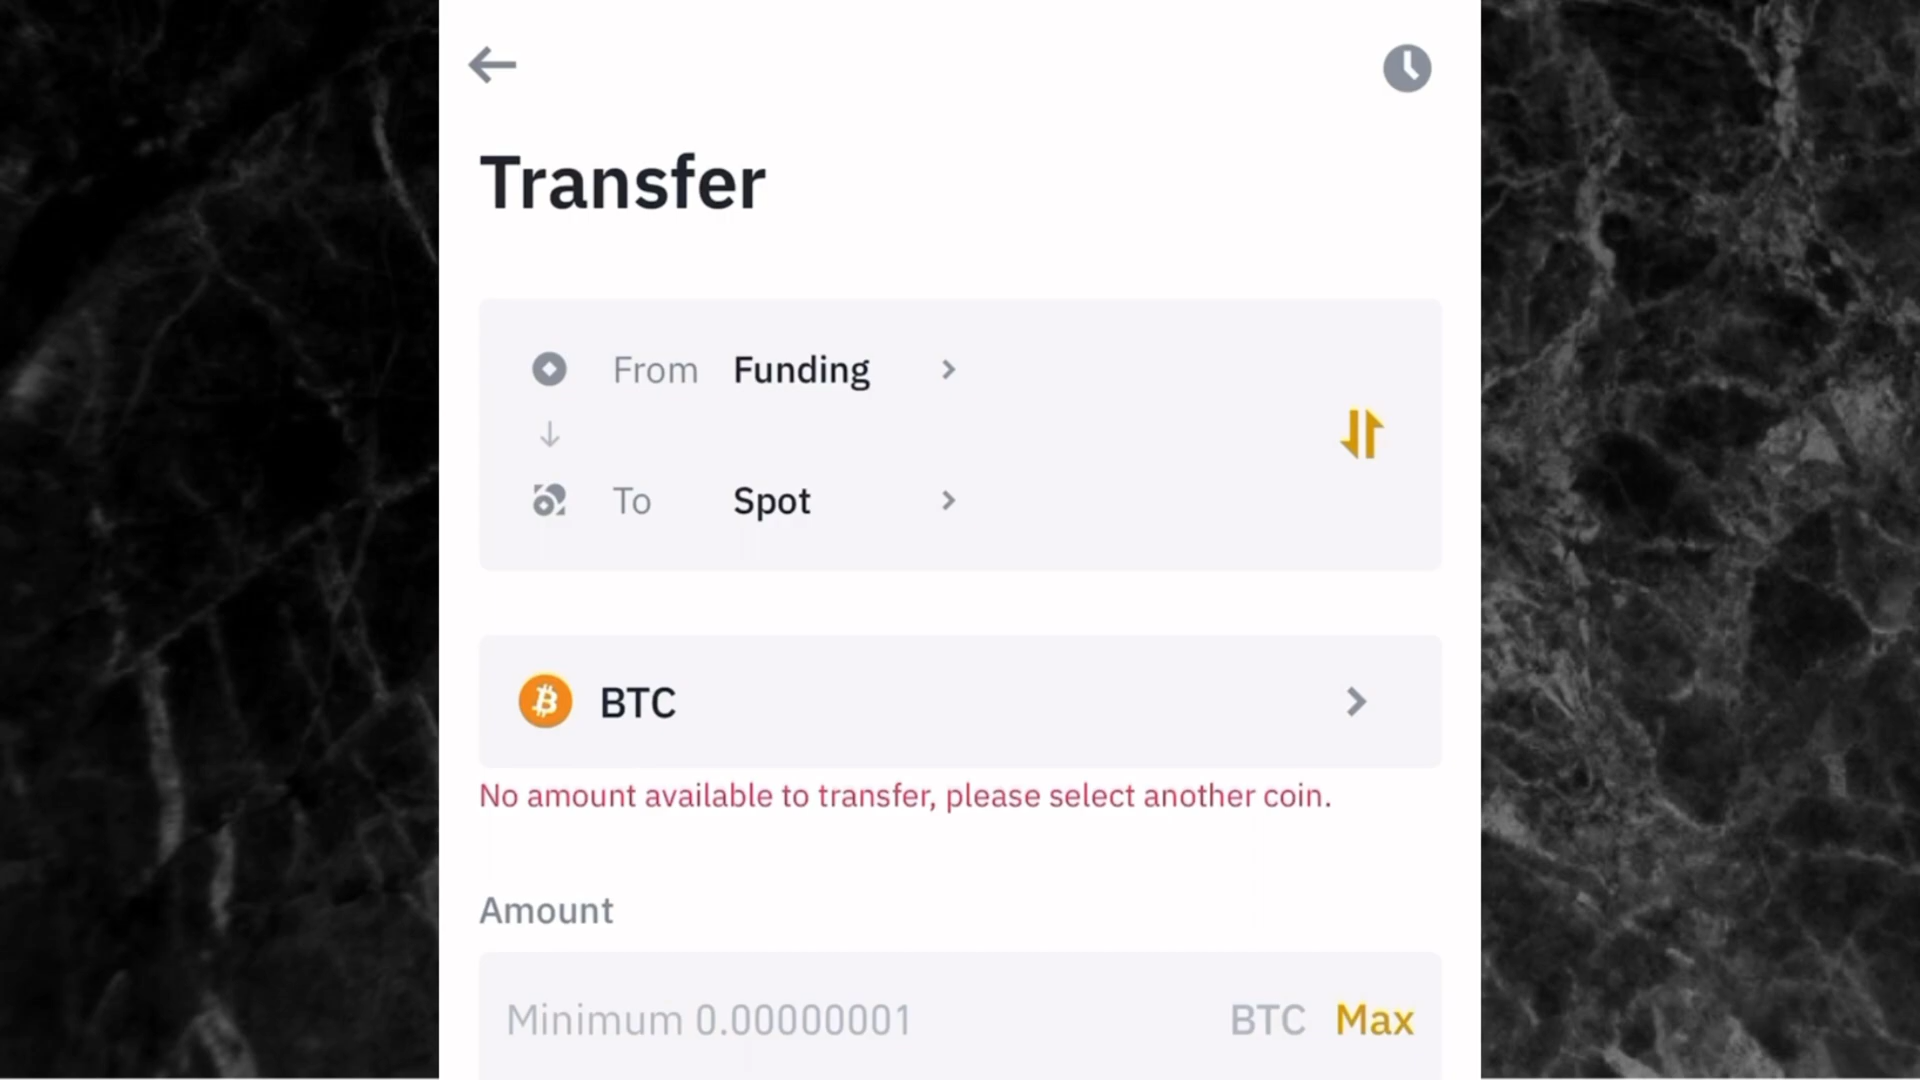 Transfer
From Funding
To Spot
BTC
No amount available to transfer, please select another coin.
Amount
Minimum 0.00000001 BTC Max